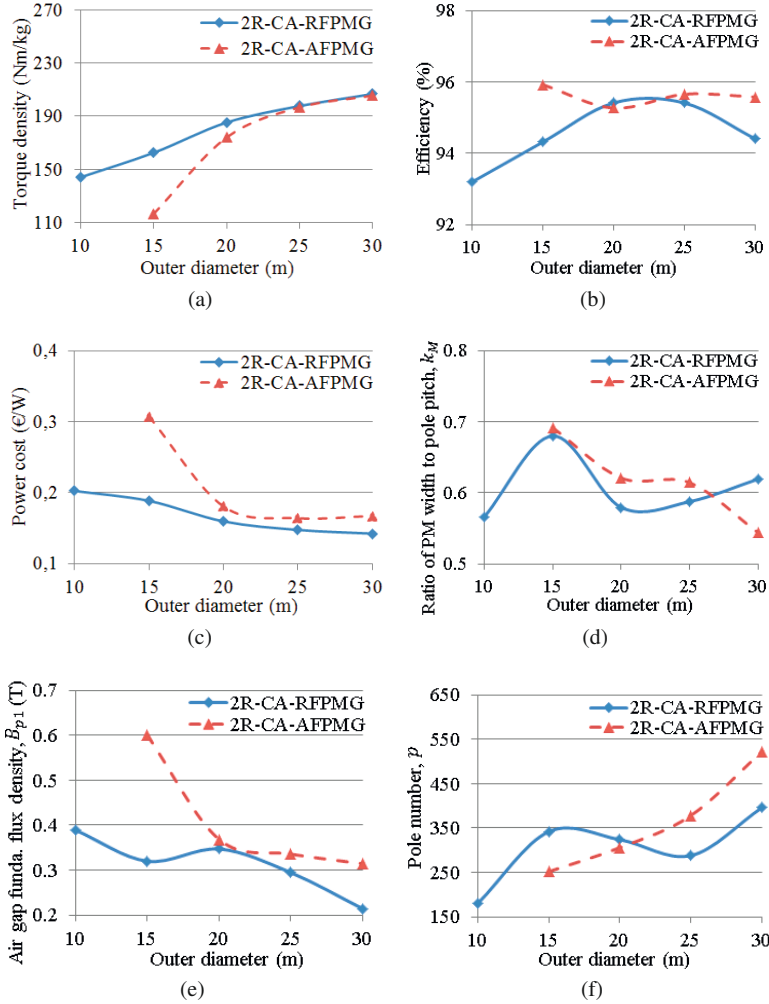 270
230
190
150
110
Torque density (Nm/kg)
2R-CA-RFPMG
2R-CA-AFPMG
10 15 20 25 30
Outer diameter (m)
(a)
98
96
94
92
Efficiency (%)
2R-CA-RFPMG
2R-CA-AFPMG
10 15 20 25 30
Outer diameter (m)
(b)
0,4
0,3
0,2
0,1
Power cost (€/W)
2R-CA-RFPMG
2R-CA-AFPMG
10 15 20 25 30
Outer diameter (m)
(c)
0.8
0.7
0.6
0.5
Ratio of PM width to pole pitch, k_M
2R-CA-RFPMG
2R-CA-AFPMG
10 15 20 25 30
Outer diameter (m)
(d)
0.7
0.6
0.5
0.4
0.3
0.2
Air gap funda. flux density, B_p1 (T)
2R-CA-RFPMG
2R-CA-AFPMG
10 15 20 25 30
Outer diameter (m)
(e)
650
550
450
350
250
150
Pole number, p
2R-CA-RFPMG
2R-CA-AFPMG
10 15 20 25 30
Outer diameter (m)
(f)